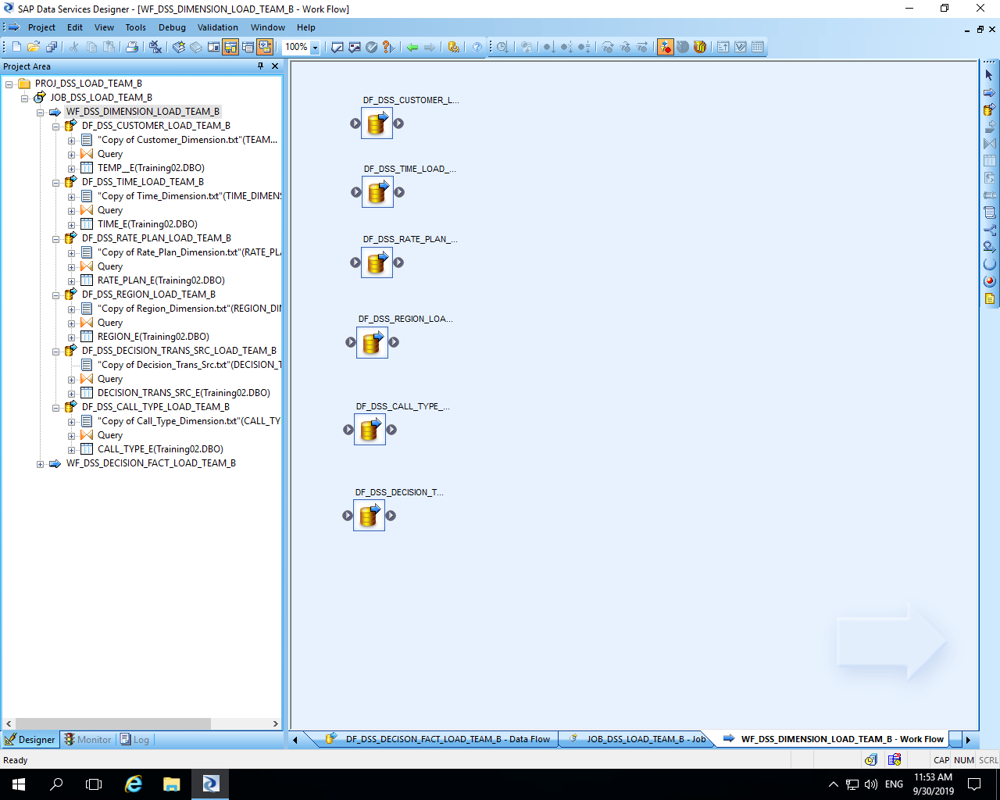 SAP Data Services Designer - [WF_DSS_DIMENSION_LOAD_TEAM_B - Work Flow]
Project Edit View Tools Debug Validation Window Help
100%
Project Area
PROJ_DSS_LOAD_TEAM_B
JOB_DSS_LOAD_TEAM_B
WF_DSS_DIMENSION_LOAD_TEAM_B
DF_DSS_CUSTOMER_LOAD_TEAM_B
"Copy of Customer_Dimension.txt"(TEAM...
Query
TEMP__E(Training02.DBO)
DF_DSS_TIME_LOAD_TEAM_B
"Copy of Time_Dimension.txt"(TIME_DIMENS
Query
TIME_E(Training02.DBO)
DF_DSS_RATE_PLAN_LOAD_TEAM_B
"Copy of Rate_Plan_Dimension.txt"(RATE_PL
Query
RATE_PLAN_E(Training02.DBO)
DF_DSS_REGION_LOAD_TEAM_B
"Copy of Region_Dimension.txt"(REGION_DI
Query
REGION_E(Training02.DBO)
DF_DSS_DECISION_TRANS_SRC_LOAD_TEAM_B
"Copy of Decision_Trans_Src.txt"(DECISION_T
Query
DECISION_TRANS_SRC_E(Training02.DBO)
DF_DSS_CALL_TYPE_LOAD_TEAM_B
"Copy of Call_Type_Dimension.txt"(CALL_TY
Query
CALL_TYPE_E(Training02.DBO)
WF_DSS_DECISION_FACT_LOAD_TEAM_B
DF_DSS_CUSTOMER_L...
DF_DSS_TIME_LOAD_...
DF_DSS_RATE_PLAN_...
DF_DSS_REGION_LOA...
DF_DSS_CALL_TYPE_...
DF_DSS_DECISION_T...
Designer Monitor Log
DF_DSS_DECISON_FACT_LOAD_TEAM_B - Data Flow JOB_DSS_LOAD_TEAM_B - Job WF_DSS_DIMENSION_LOAD_TEAM_B - Work Flow
Ready CAP NUM SCRL
ENG 11:53 AM
9/30/2019